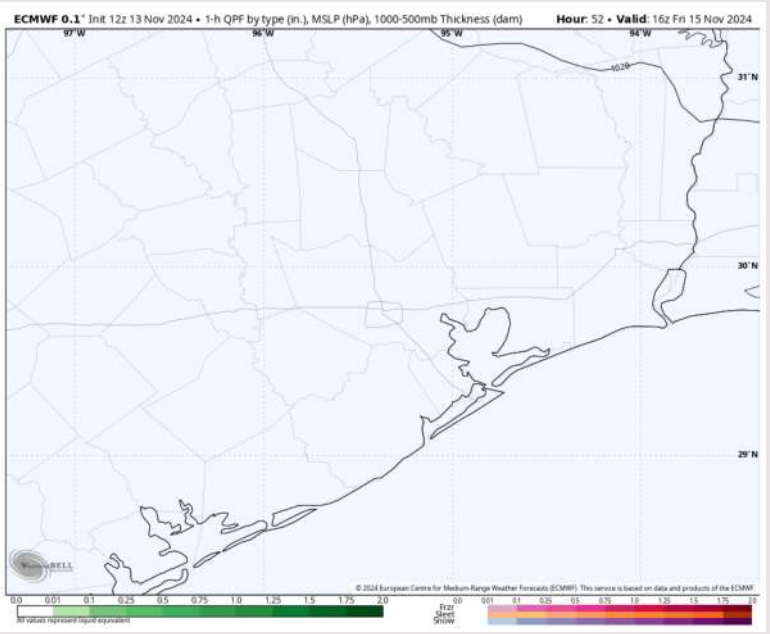 ECMWF 0.1° Init 12z 13 Nov 2024 • 1-h QPF by type (in.), MSLP (hPa), 1000-500mb Thickness (dam) Hour: 52 • Valid: 16z Fri 15 Nov 2024
97°W 96°W 95°W 94°W
1020
31°N
30°N
29°N
WEATHERBELL
© 2024 European Centre for Medium-Range Weather Forecasts (ECMWF). This service is based on data and products of the ECMWF
0.0 0.01 0.1 0.25 0.5 1.0 1.25 1.5 1.75 2.0 0.0 0.01 0.1 0.25 0.5 1.0 1.25 1.5 1.75 2.0
Frzr
Sleet
Snow
All values represent liquid equivalent